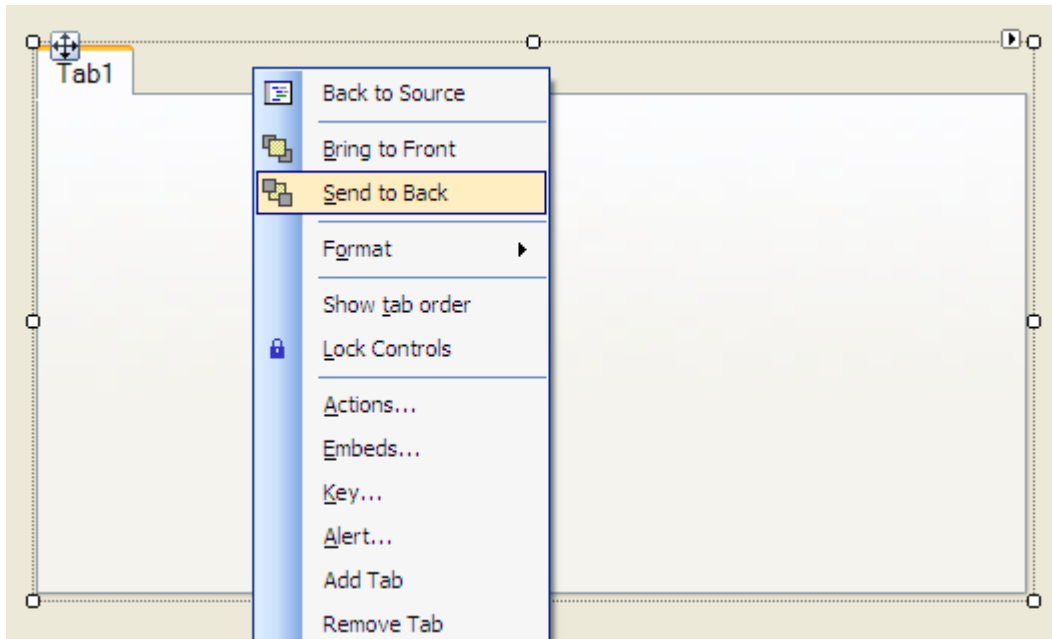 Tab1
Back to Source
Bring to Front
Send to Back
Format
Show tab order
Lock Controls
Actions...
Embeds...
Key...
Alert...
Add Tab
Remove Tab